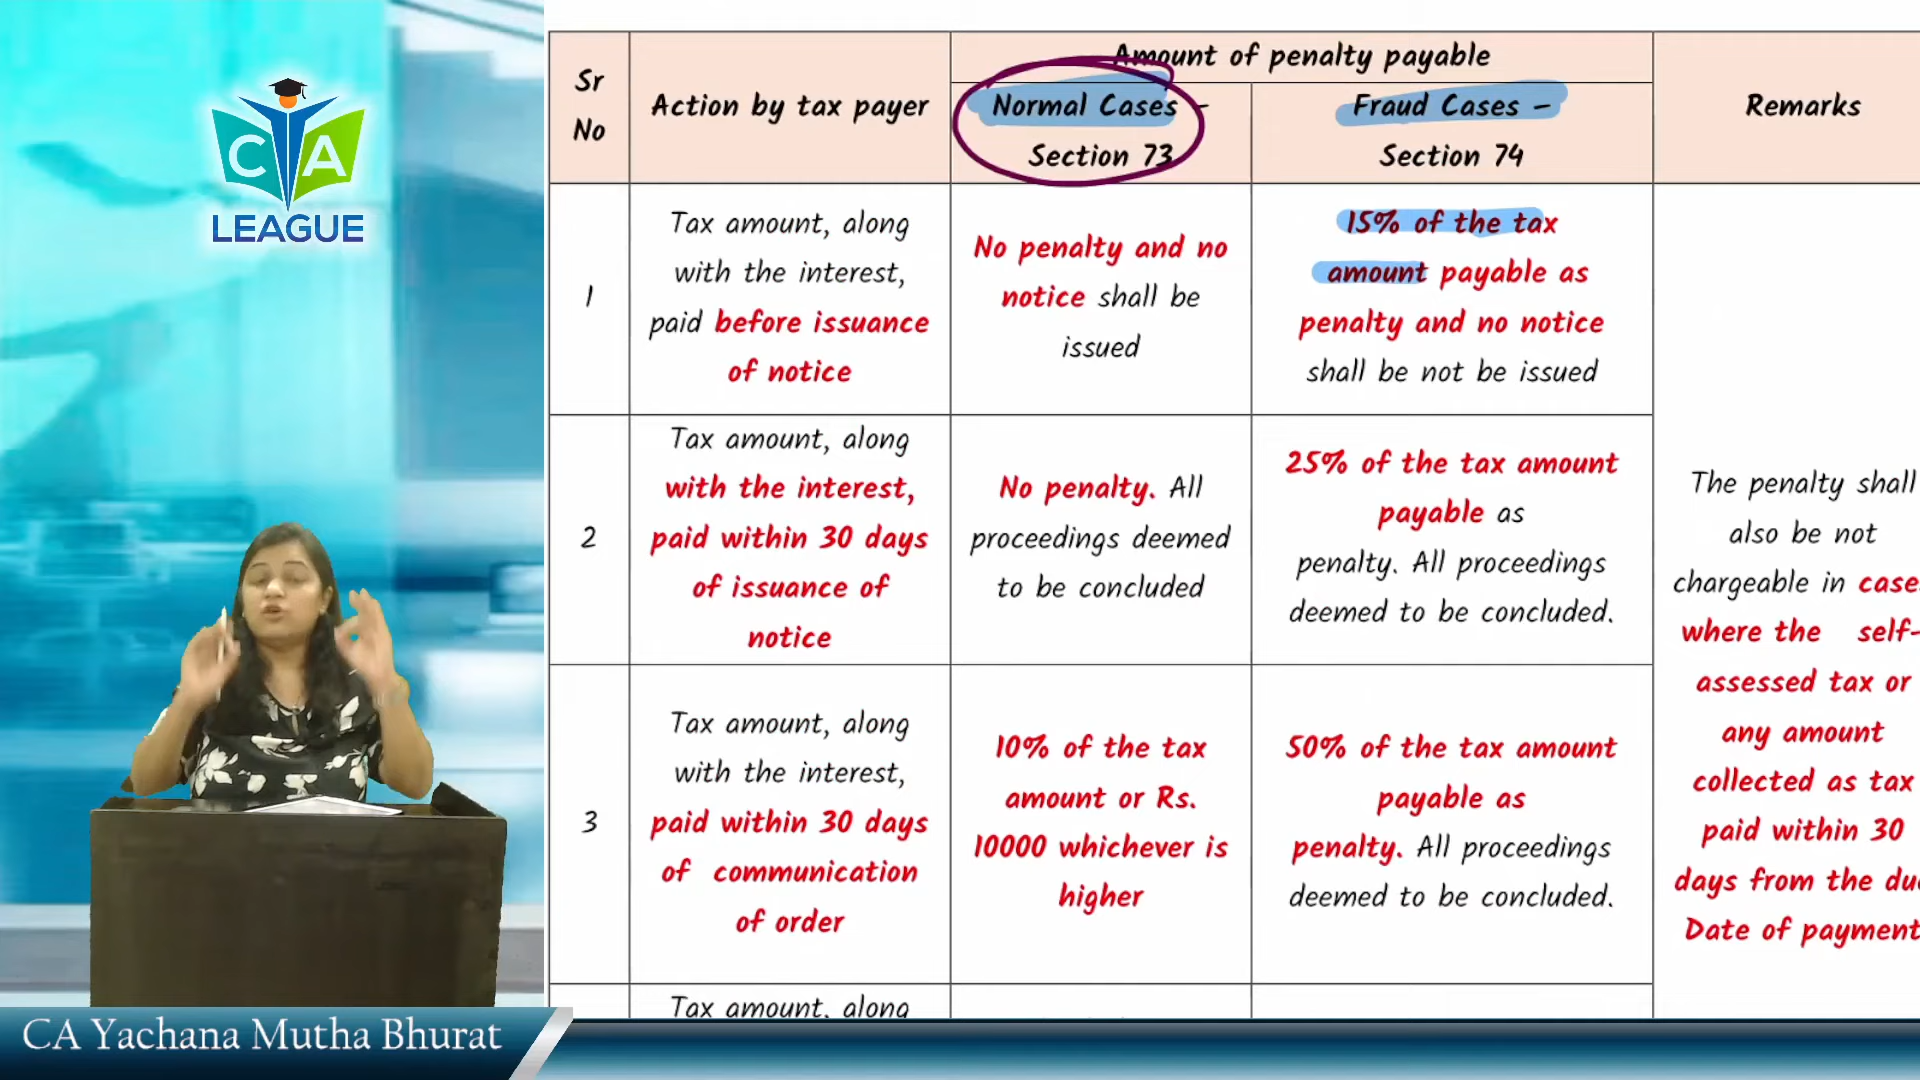 CA
LEAGUE
Sr
No
Action by tax payer
Amount of penalty payable
Normal Cases -
Section 73
Fraud Cases –
Section 74
Remarks
1
Tax amount, along
with the interest,
paid before issuance
of notice
No penalty and no
notice shall be
issued
15% of the tax
amount payable as
penalty and no notice
shall be not be issued
2
Tax amount, along
with the interest,
paid within 30 days
of issuance of
notice
No penalty. All
proceedings deemed
to be concluded
25% of the tax amount
payable as
penalty. All proceedings
deemed to be concluded.
3
Tax amount, along
with the interest,
paid within 30 days
of communication
of order
10% of the tax
amount or Rs.
10000 whichever is
higher
50% of the tax amount
payable as
penalty. All proceedings
deemed to be concluded.
The penalty shall
also be not
chargeable in case
where the self-
assessed tax or
any amount
collected as tax
paid within 30
days from the du
Date of payment
Tax amount, along
CA Yachana Mutha Bhurat